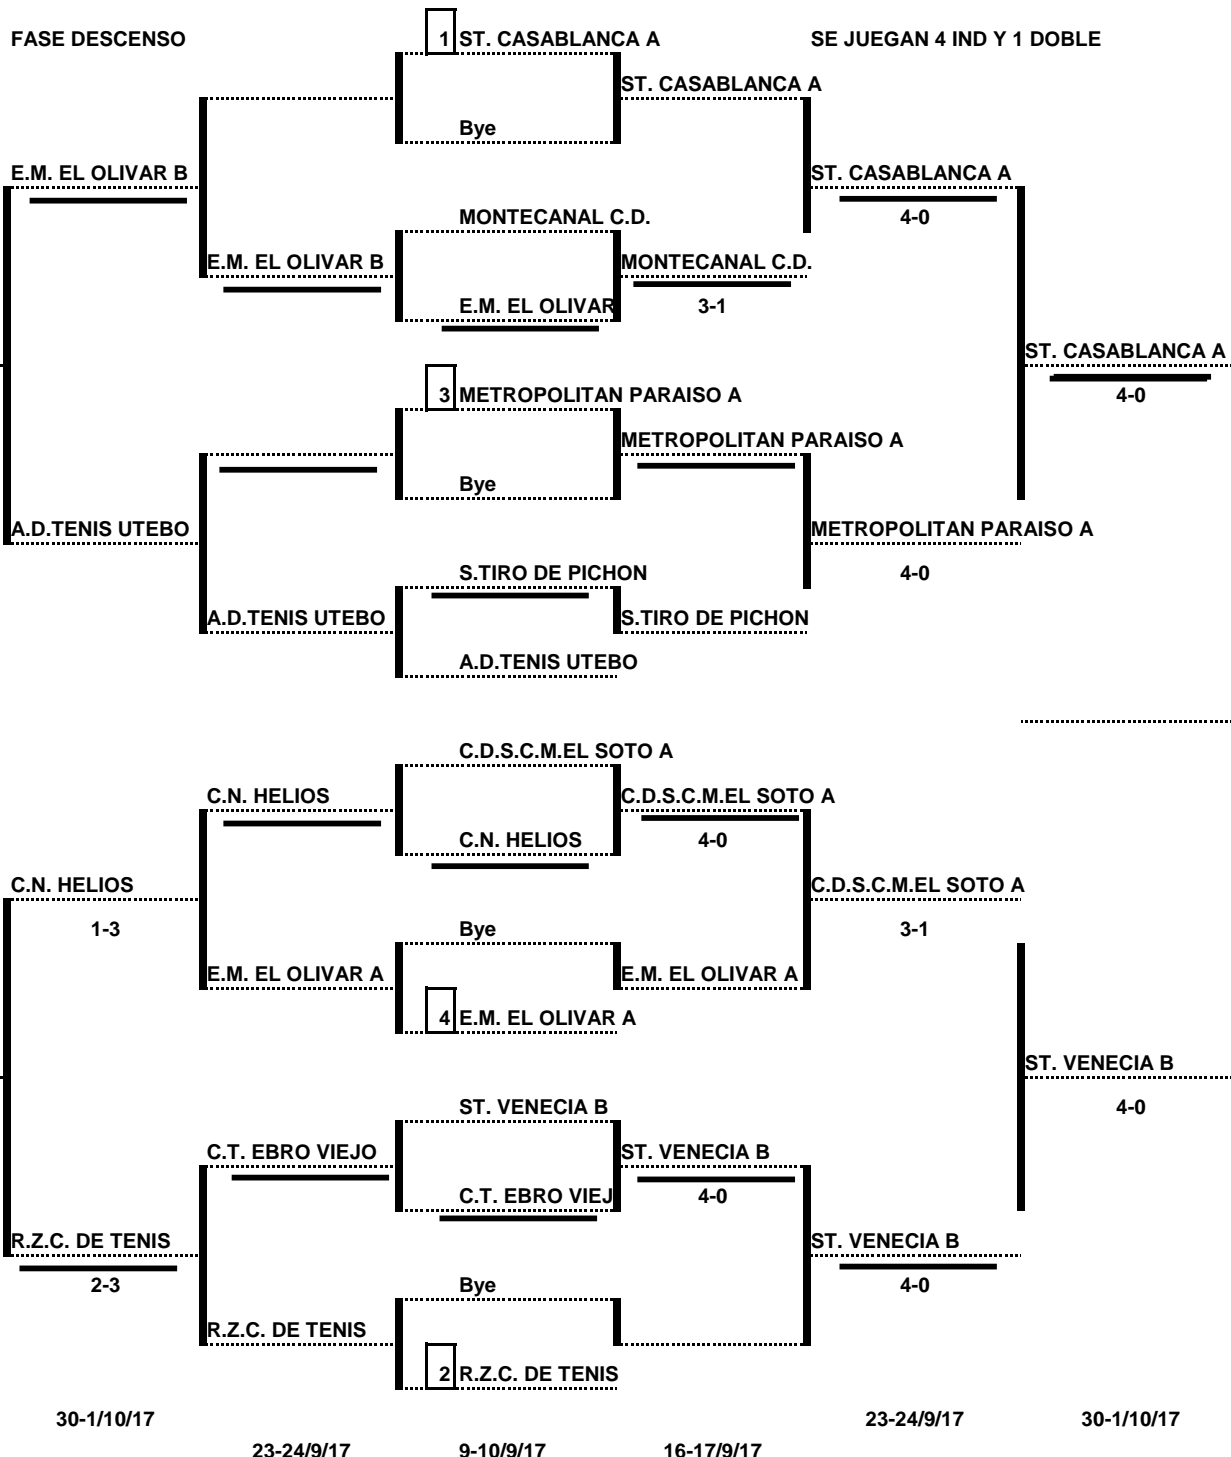 FASE DESCENSO 1 ST. CASABLANCA A SE JUEGAN 4 IND Y 1 DOBLE
ST. CASABLANCA A
Bye
E.M. EL OLIVAR B ST. CASABLANCA A
MONTECANAL C.D. 4-0
E.M. EL OLIVAR B MONTECANAL C.D.
E.M. EL OLIVAR 3-1
ST. CASABLANCA A
3 METROPOLITAN PARAISO A 4-0
METROPOLITAN PARAISO A
Bye
A.D.TENIS UTEBO METROPOLITAN PARAISO A
S.TIRO DE PICHON 4-0
A.D.TENIS UTEBO S.TIRO DE PICHON
A.D.TENIS UTEBO
C.D.S.C.M.EL SOTO A
C.N. HELIOS C.D.S.C.M.EL SOTO A
C.N. HELIOS 4-0
C.N. HELIOS C.D.S.C.M.EL SOTO A
1-3 Bye 3-1
E.M. EL OLIVAR A E.M. EL OLIVAR A
4 E.M. EL OLIVAR A
ST. VENECIA B
ST. VENECIA B 4-0
C.T. EBRO VIEJO ST. VENECIA B
C.T. EBRO VIEJ 4-0
R.Z.C. DE TENIS ST. VENECIA B
2-3 Bye 4-0
R.Z.C. DE TENIS
2 R.Z.C. DE TENIS
30-1/10/17 23-24/9/17 30-1/10/17
23-24/9/17 9-10/9/17 16-17/9/17